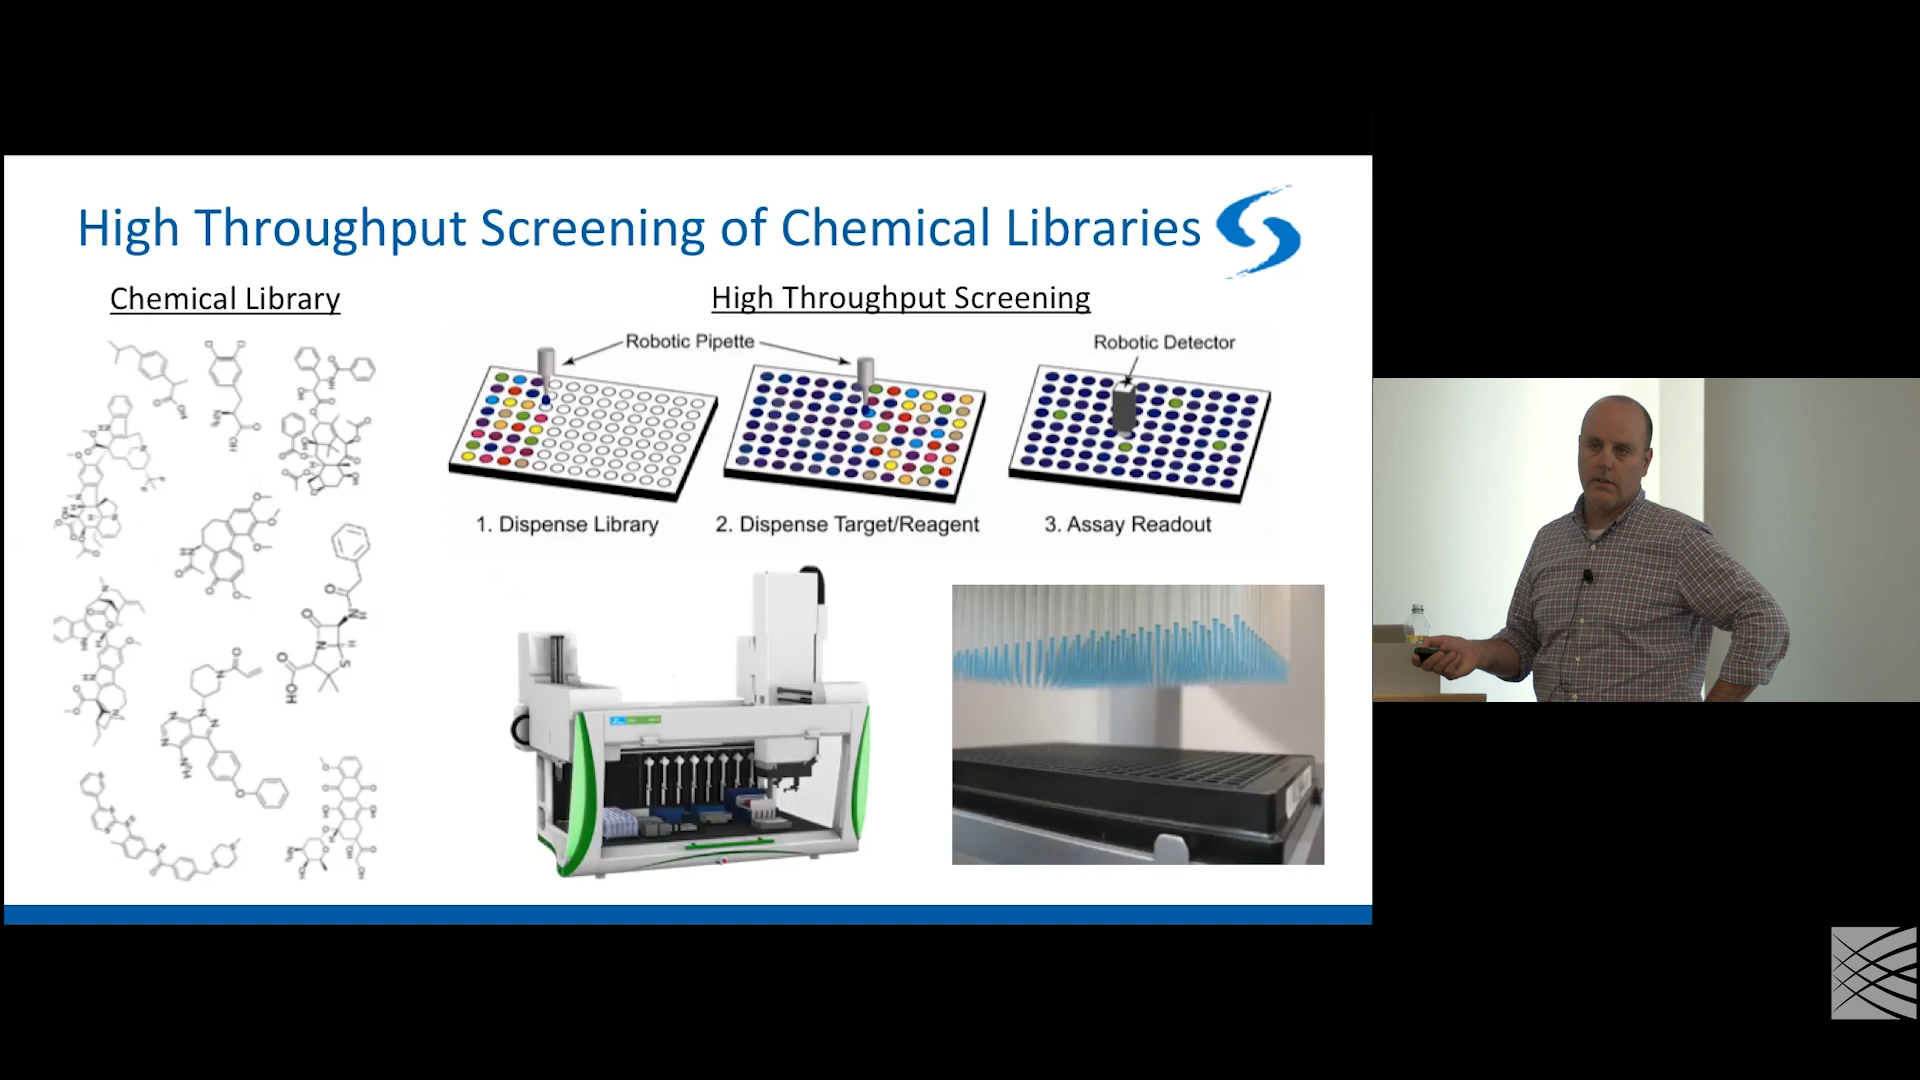 High Throughput Screening of Chemical Libraries
Chemical Library
High Throughput Screening
Robotic Pipette
Robotic Detector
1. Dispense Library
2. Dispense Target/Reagent
3. Assay Readout